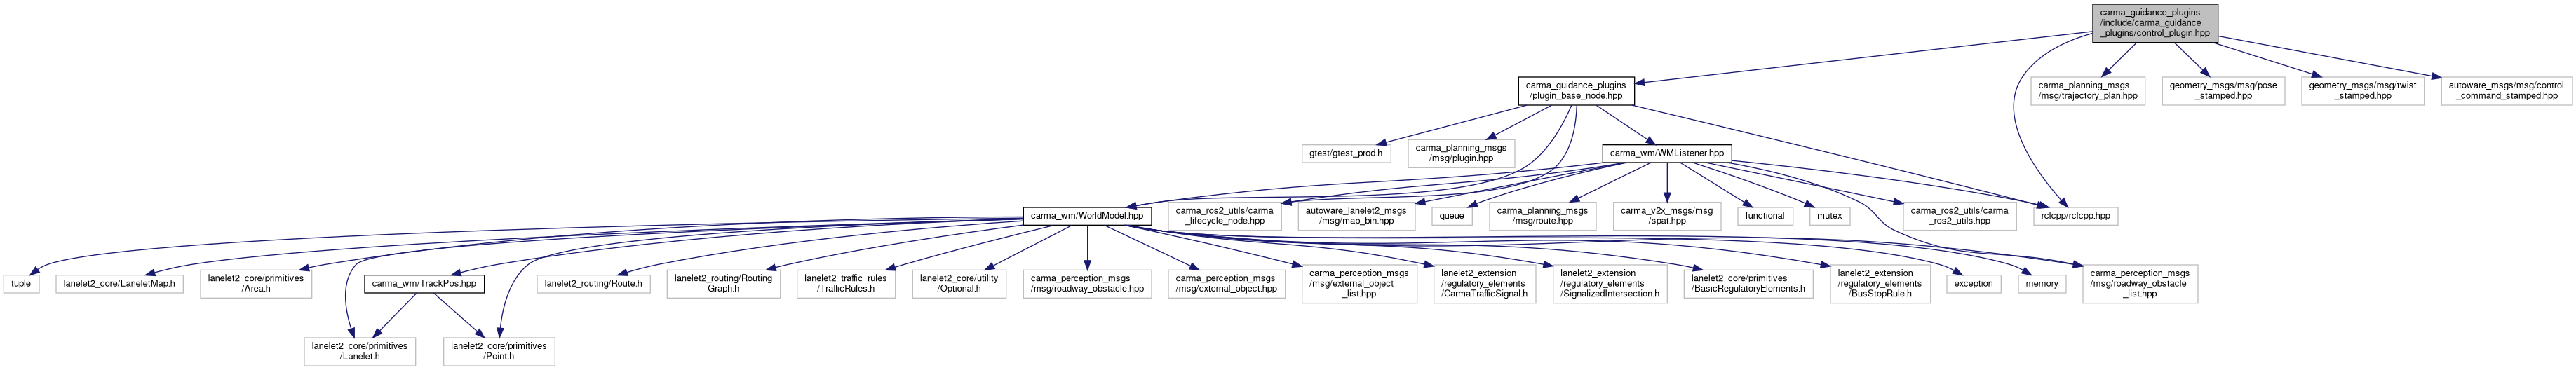 carma_guidance_plugins
/include/carma_guidance
_plugins/control_plugin.hpp
carma_guidance_plugins
/plugin_base_node.hpp
carma_planning_msgs
/msg/trajectory_plan.hpp
geometry_msgs/msg/pose
_stamped.hpp
geometry_msgs/msg/twist
_stamped.hpp
autoware_msgs/msg/control
_command_stamped.hpp
gtest/gtest_prod.h
carma_planning_msgs
/msg/plugin.hpp
carma_wm/WMListener.hpp
carma_wm/WorldModel.hpp
carma_ros2_utils/carma
_lifecycle_node.hpp
autoware_lanelet2_msgs
/msg/map_bin.hpp
queue
carma_planning_msgs
/msg/route.hpp
carma_v2x_msgs/msg
/spat.hpp
functional
mutex
carma_ros2_utils/carma
_ros2_utils.hpp
rclcpp/rclcpp.hpp
tuple
lanelet2_core/LaneletMap.h
lanelet2_core/primitives
/Area.h
carma_wm/TrackPos.hpp
lanelet2_routing/Route.h
lanelet2_routing/Routing
Graph.h
lanelet2_traffic_rules
/TrafficRules.h
lanelet2_core/utility
/Optional.h
carma_perception_msgs
/msg/roadway_obstacle.hpp
carma_perception_msgs
/msg/external_object.hpp
carma_perception_msgs
/msg/external_object
_list.hpp
lanelet2_extension
/regulatory_elements
/CarmaTrafficSignal.h
lanelet2_extension
/regulatory_elements
/SignalizedIntersection.h
lanelet2_core/primitives
/BasicRegulatoryElements.h
lanelet2_extension
/regulatory_elements
/BusStopRule.h
exception
memory
carma_perception_msgs
/msg/roadway_obstacle
_list.hpp
lanelet2_core/primitives
/Lanelet.h
lanelet2_core/primitives
/Point.h